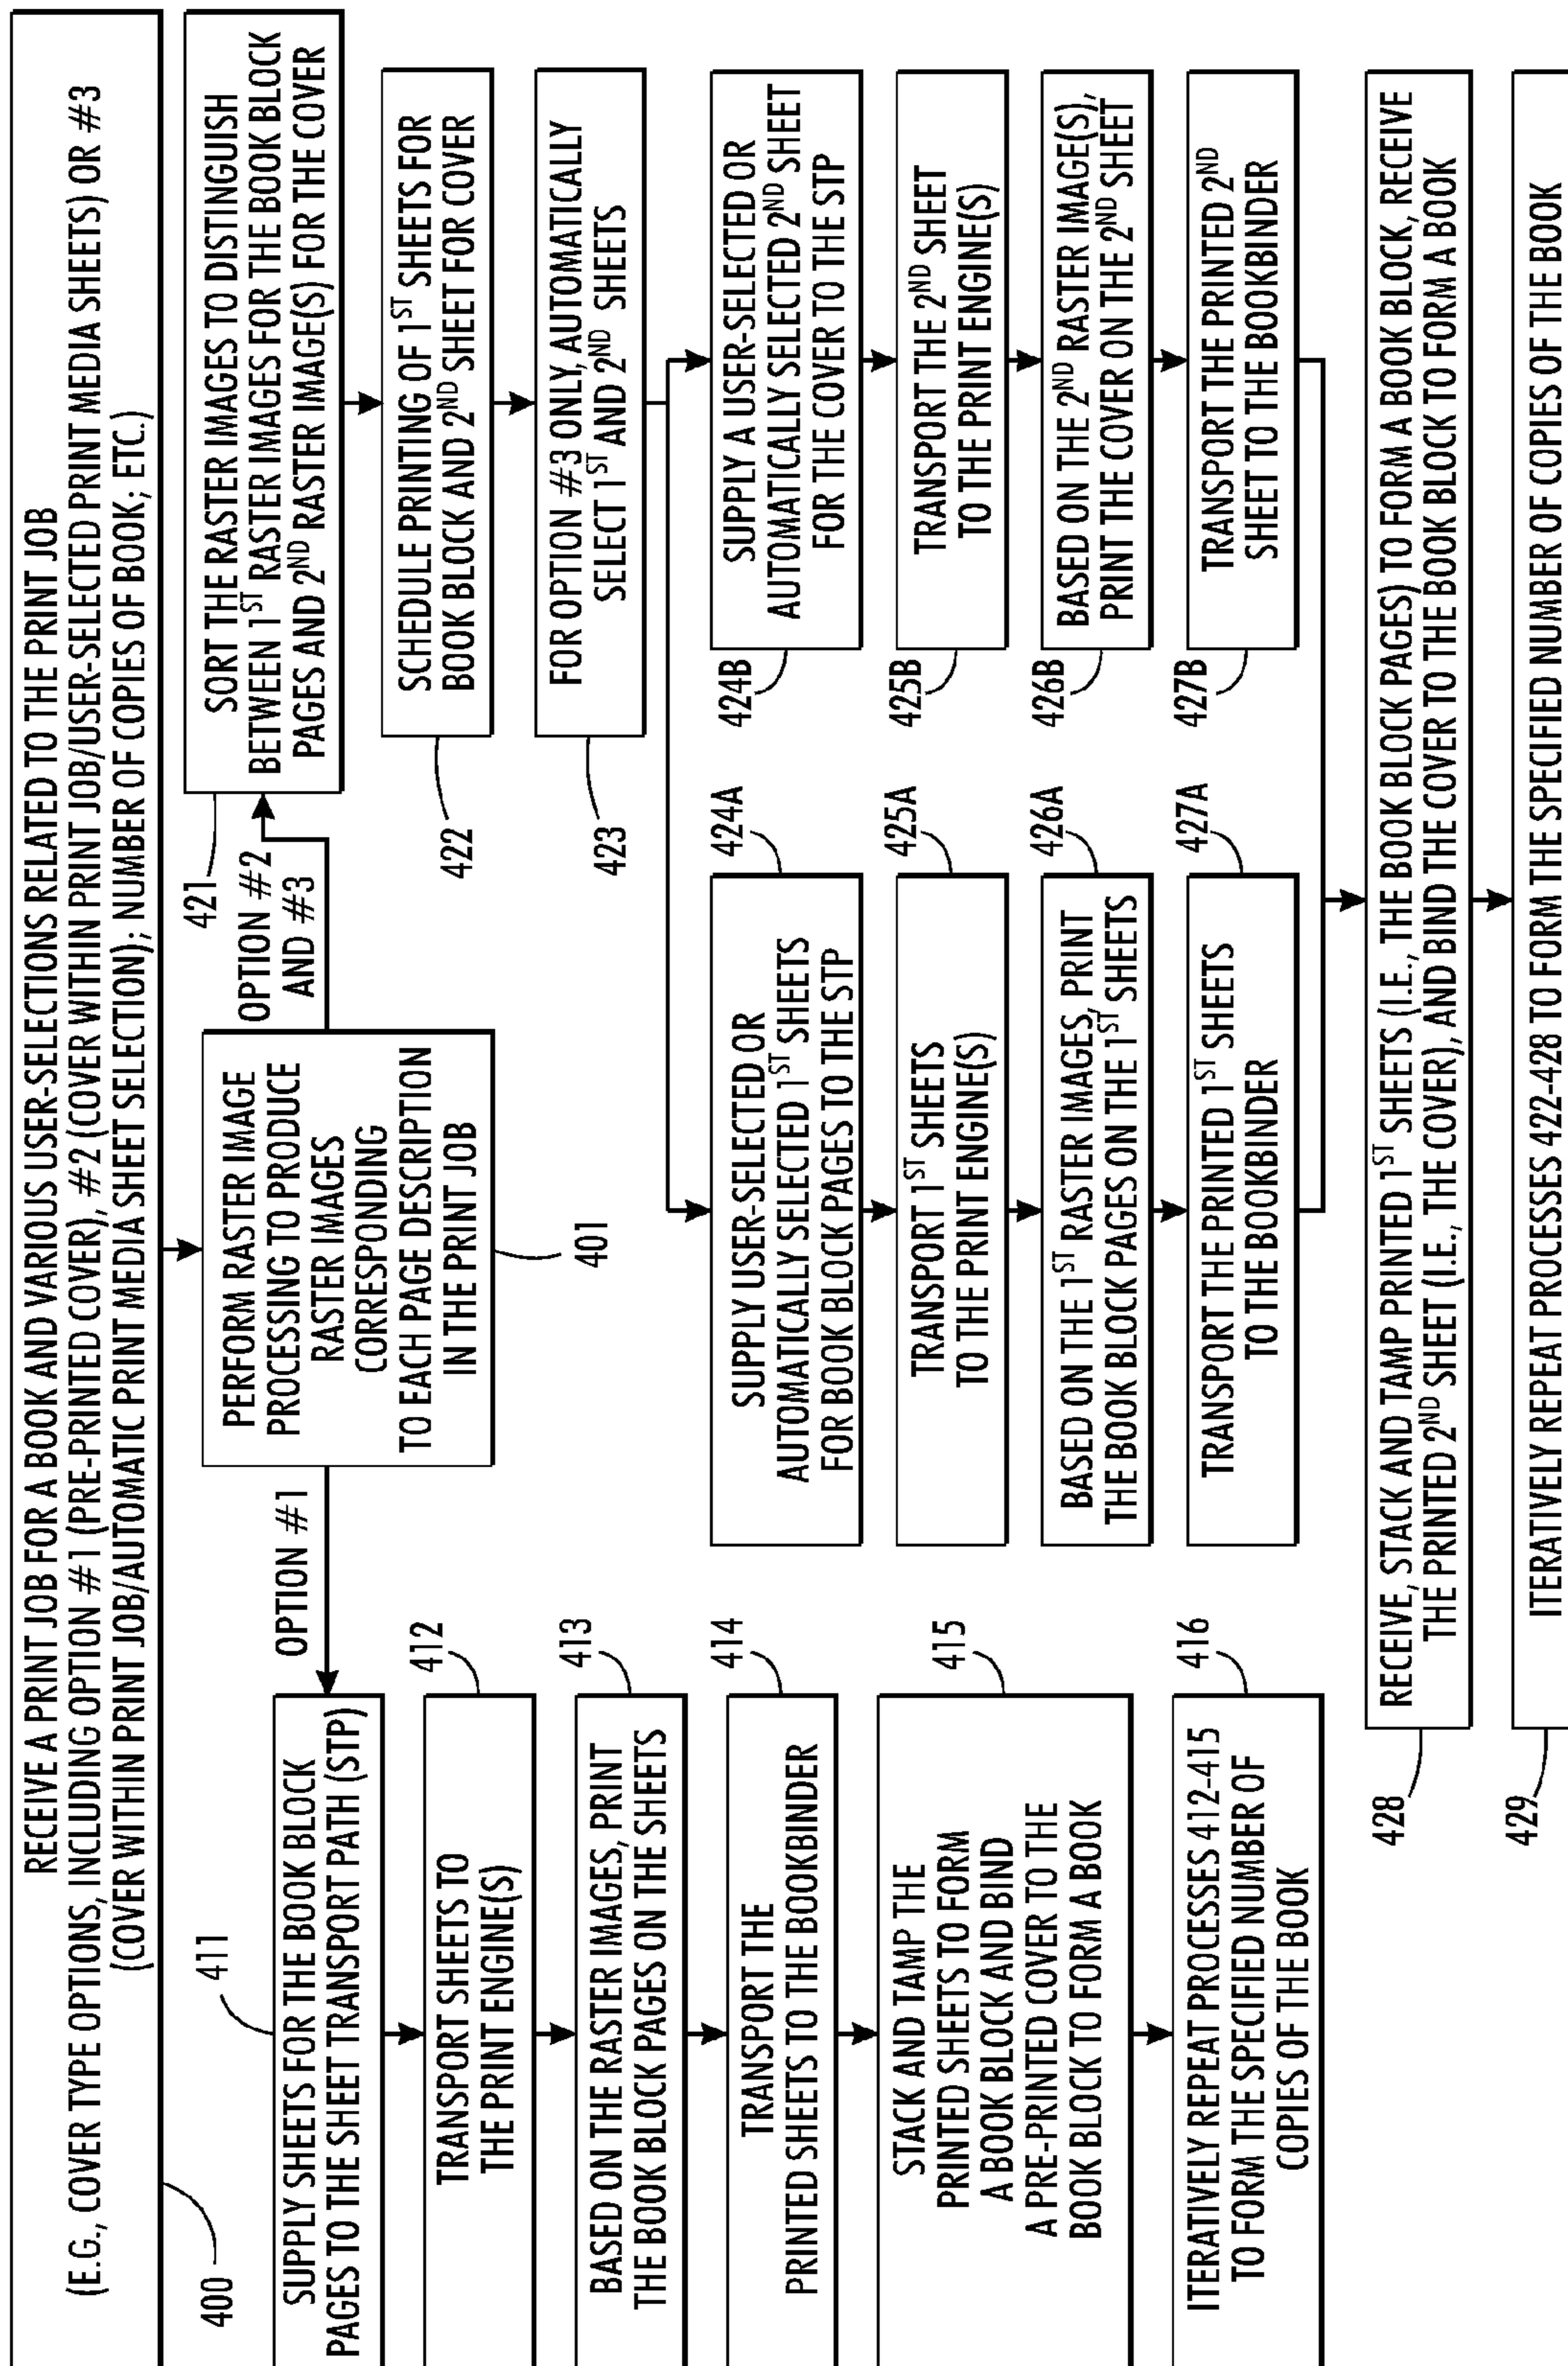 RECEIVE A PRINT JOB FOR A BOOK AND VARIOUS USER-SELECTIONS RELATED TO THE PRINT JOB
(E.G., COVER TYPE OPTIONS, INCLUDING OPTION #1 (PRE-PRINTED COVER), #2 (COVER WITHIN PRINT JOB/USER-SELECTED PRINT MEDIA SHEETS) OR #3
(COVER WITHIN PRINT JOB/AUTOMATIC PRINT MEDIA SHEET SELECTION); NUMBER OF COPIES OF BOOK; ETC.)
400
PERFORM RASTER IMAGE
PROCESSING TO PRODUCE
RASTER IMAGES
CORRESPONDING
TO EACH PAGE DESCRIPTION
IN THE PRINT JOB
401
OPTION #1
411
SUPPLY SHEETS FOR THE BOOK BLOCK
PAGES TO THE SHEET TRANSPORT PATH (STP)
412
TRANSPORT SHEETS TO
THE PRINT ENGINE(S)
413
BASED ON THE RASTER IMAGES, PRINT
THE BOOK BLOCK PAGES ON THE SHEETS
414
TRANSPORT THE
PRINTED SHEETS TO THE BOOKBINDER
415
STACK AND TAMP THE
PRINTED SHEETS TO FORM
A BOOK BLOCK AND BIND
A PRE-PRINTED COVER TO THE
BOOK BLOCK TO FORM A BOOK
416
ITERATIVELY REPEAT PROCESSES 412-415
TO FORM THE SPECIFIED NUMBER OF
COPIES OF THE BOOK
OPTION #2
AND #3
421
SORT THE RASTER IMAGES TO DISTINGUISH
BETWEEN 1ST RASTER IMAGES FOR THE BOOK BLOCK
PAGES AND 2ND RASTER IMAGE(S) FOR THE COVER
422
SCHEDULE PRINTING OF 1ST SHEETS FOR
BOOK BLOCK AND 2ND SHEET FOR COVER
423
FOR OPTION #3 ONLY, AUTOMATICALLY
SELECT 1ST AND 2ND SHEETS
424A
SUPPLY USER-SELECTED OR
AUTOMATICALLY SELECTED 1ST SHEETS
FOR BOOK BLOCK PAGES TO THE STP
425A
TRANSPORT 1ST SHEETS
TO THE PRINT ENGINE(S)
426A
BASED ON THE 1ST RASTER IMAGES, PRINT
THE BOOK BLOCK PAGES ON THE 1ST SHEETS
427A
TRANSPORT THE PRINTED 1ST SHEETS
TO THE BOOKBINDER
424B
SUPPLY A USER-SELECTED OR
AUTOMATICALLY SELECTED 2ND SHEET
FOR THE COVER TO THE STP
425B
TRANSPORT THE 2ND SHEET
TO THE PRINT ENGINE(S)
426B
BASED ON THE 2ND RASTER IMAGE(S),
PRINT THE COVER ON THE 2ND SHEET
427B
TRANSPORT THE PRINTED 2ND
SHEET TO THE BOOKBINDER
428
RECEIVE, STACK AND TAMP PRINTED 1ST SHEETS (I.E., THE BOOK BLOCK PAGES) TO FORM A BOOK BLOCK, RECEIVE
THE PRINTED 2ND SHEET (I.E., THE COVER), AND BIND THE COVER TO THE BOOK BLOCK TO FORM A BOOK
429
ITERATIVELY REPEAT PROCESSES 422-428 TO FORM THE SPECIFIED NUMBER OF COPIES OF THE BOOK